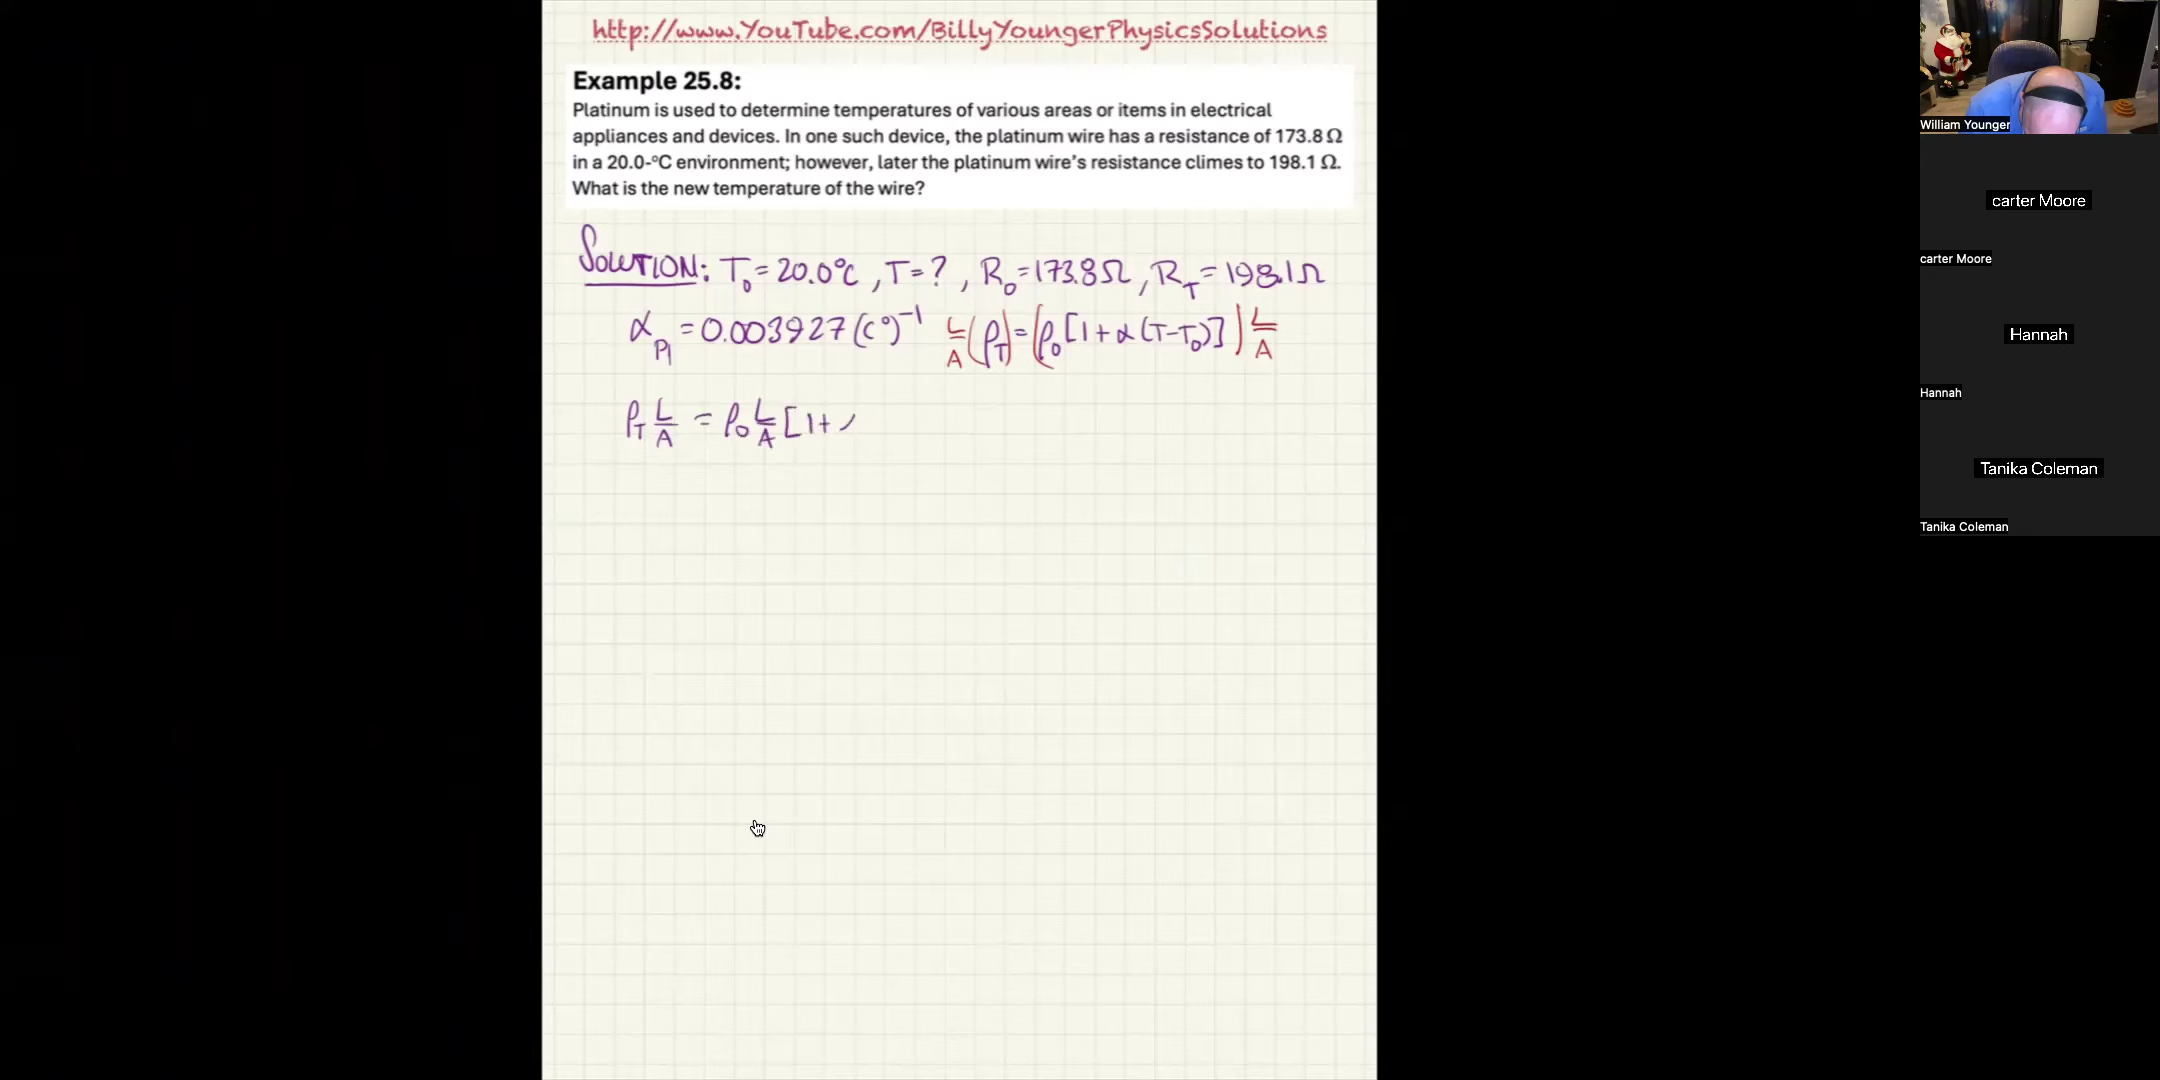 http://www.YouTube.com/BillyYoungerPhysicsSolutions
Example 25.8:
Platinum is used to determine temperatures of various areas or items in electrical
appliances and devices. In one such device, the platinum wire has a resistance of 173.8 Ω
in a 20.0-°C environment; however, later the platinum wire's resistance climes to 198.1 Ω.
What is the new temperature of the wire?
SOLUTION: T₀ = 20.0°C , T = ? , R₀ = 173.8Ω , R_T = 198.1Ω
α_Pl = 0.003927 (C°)⁻¹ L/A (ρ_T) = (ρ₀ [1 + α (T-T₀)]) L/A
ρ_T L/A = ρ₀ L/A [1+
William Younger
carter Moore
carter Moore
Hannah
Hannah
Tanika Coleman
Tanika Coleman